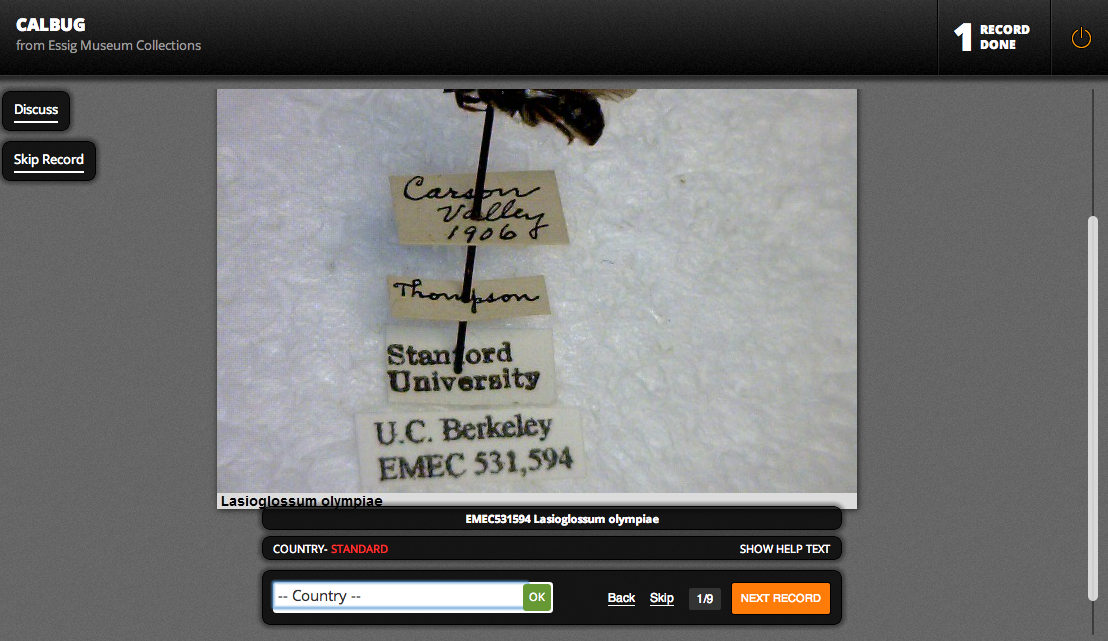 CALBUG
from Essig Museum Collections
1 RECORD DONE
Discuss
Skip Record
Carson
Valley
1906
Thompson
Stanford
University
U.C. Berkeley
EMEC 531,594
Lasioglossum olympiae
EMEC531594 Lasioglossum olympiae
COUNTRY- STANDARD
SHOW HELP TEXT
-- Country --
OK
Back
Skip
1/9
NEXT RECORD